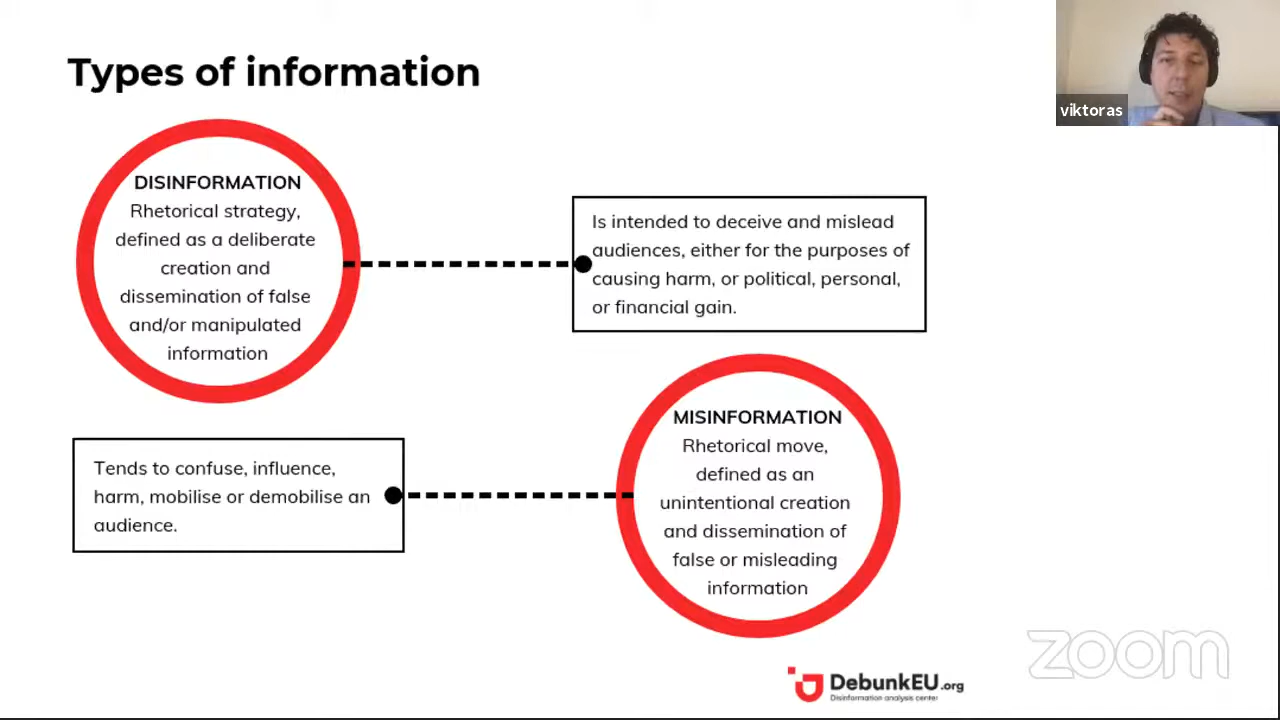 Types of information
viktoras
DISINFORMATION
Rhetorical strategy,
defined as a deliberate
creation and
dissemination of false
and/or manipulated
information
Is intended to deceive and mislead
audiences, either for the purposes of
causing harm, or political, personal,
or financial gain.
MISINFORMATION
Rhetorical move,
defined as an
unintentional creation
and dissemination of
false or misleading
information
Tends to confuse, influence,
harm, mobilise or demobilise an
audience.
zoom
DebunkEU.org
Disinformation analysis center